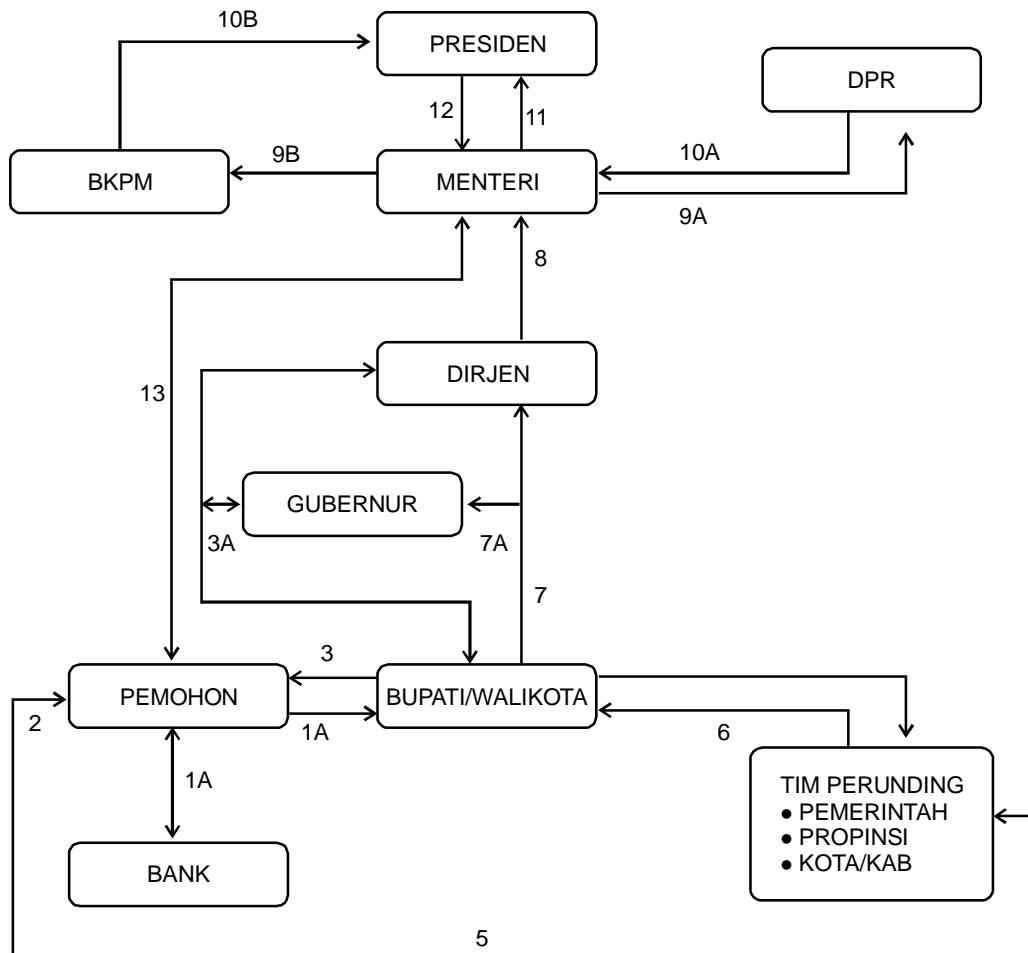 10B
PRESIDEN
DPR
12
11
10A
9B
BKPM
MENTERI
9A
8
DIRJEN
13
GUBERNUR
3A
7A
7
3
PEMOHON
BUPATI/WALIKOTA
2
1A
6
1A
TIM PERUNDING
● PEMERINTAH
● PROPINSI
● KOTA/KAB
BANK
5